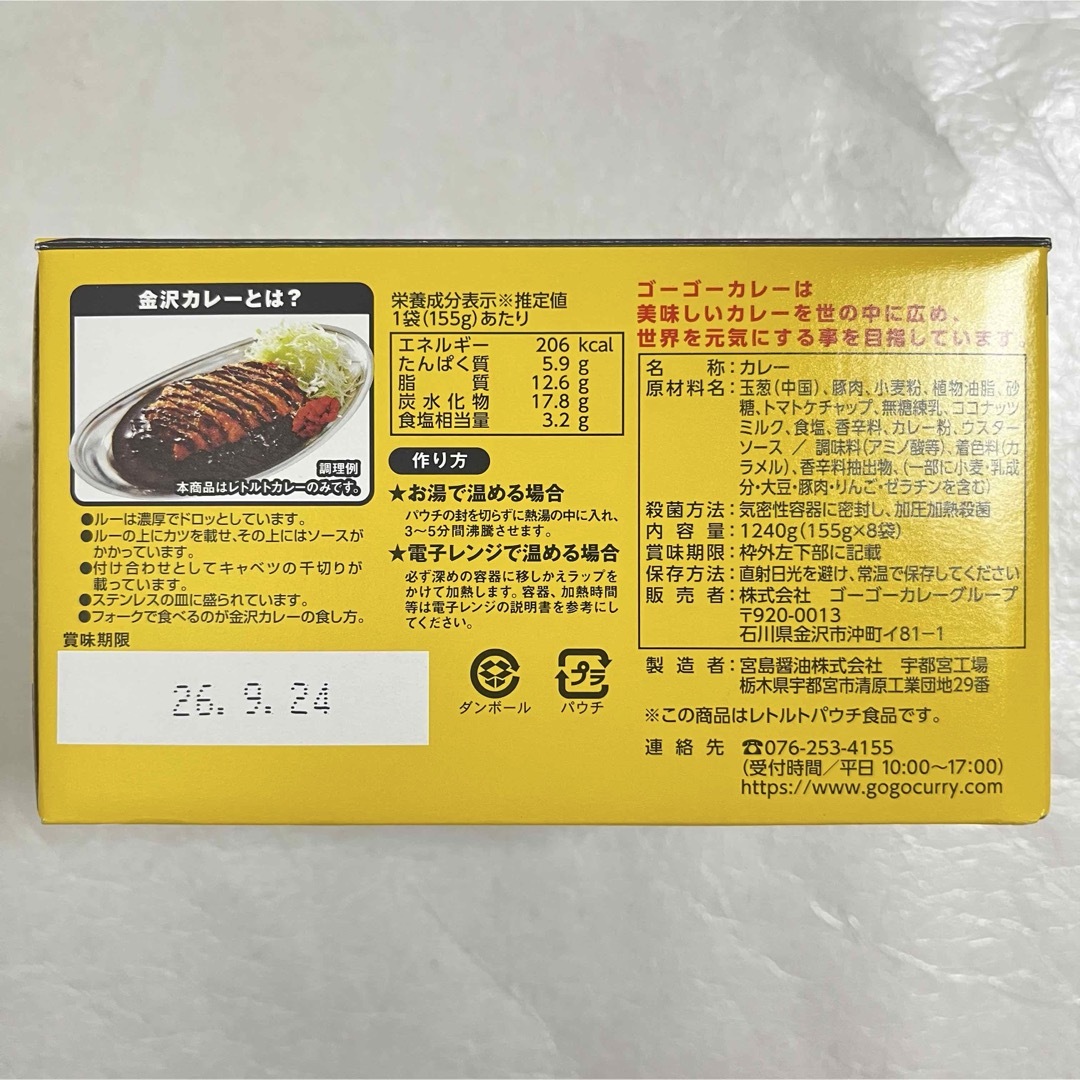 金沢カレーとは?
調理例
本商品はレトルトカレーのみです。
●ルーは濃厚でドロッとしています。
●ルーの上にカツを載せ、その上にはソースが
かかっています。
●付け合わせとしてキャベツの千切りが
載っています。
●ステンレスの皿に盛られています。
●フォークで食べるのが金沢カレーの食し方。
賞味期限
26.9.24
栄養成分表示※推定値
1袋(155g)あたり
エネルギー 206 kcal
たんぱく質 5.9 g
脂質 12.6 g
炭水化物 17.8 g
食塩相当量 3.2 g
作り方
★お湯で温める場合
パウチの封を切らずに熱湯の中に入れ、
3〜5分間沸騰させます。
★電子レンジで温める場合
必ず深めの容器に移しかえラップを
かけて加熱します。容器、加熱時間
等は電子レンジの説明書を参考にし
てください。
ダンボール
プラ
パウチ
ゴーゴーカレーは
美味しいカレーを世の中に広め、
世界を元気にする事を目指しています。
名称:カレー
原材料名:玉葱(中国)、豚肉、小麦粉、植物油脂、砂
糖、トマトケチャップ、無糖練乳、ココナッツ
ミルク、食塩、香辛料、カレー粉、ウスター
ソース / 調味料(アミノ酸等)、着色料(カ
ラメル)、香辛料抽出物、(一部に小麦・乳成
分・大豆・豚肉・りんご・ゼラチンを含む)
殺菌方法:気密性容器に密封し、加圧加熱殺菌
内容量:1240g(155g×8袋)
賞味期限:枠外左下部に記載
保存方法:直射日光を避け、常温で保存してください
販売者:株式会社 ゴーゴーカレーグループ
〒920-0013
石川県金沢市沖町イ81-1
製造者:宮島醤油株式会社 宇都宮工場
栃木県宇都宮市清原工業団地29番
※この商品はレトルトパウチ食品です。
連絡先 ☎076-253-4155
(受付時間/平日 10:00〜17:00)
https://www.gogocurry.com